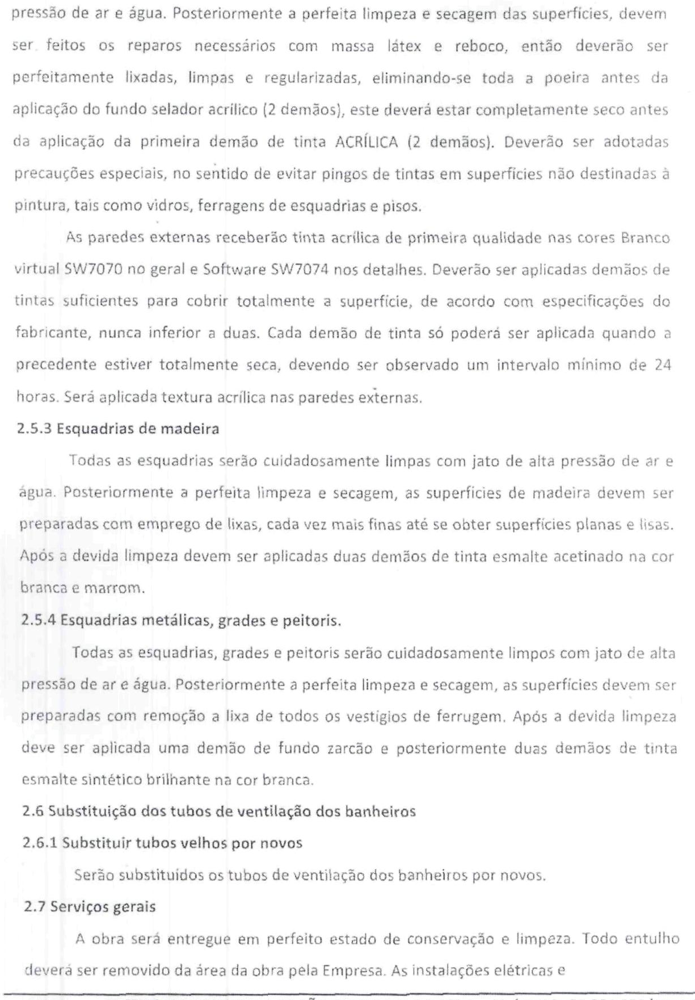 pressão de ar e água. Posteriormente a perfeita limpeza e secagem das superfícies, devem
ser feitos os reparos necessários com massa látex e reboco, então deverão ser
perfeitamente lixadas, limpas e regularizadas, eliminando-se toda a poeira antes da
aplicação do fundo selador acrílico (2 demãos), este deverá estar completamente seco antes
da aplicação da primeira demão de tinta ACRÍLICA (2 demãos). Deverão ser adotadas
precauções especiais, no sentido de evitar pingos de tintas em superfícies não destinadas à
pintura, tais como vidros, ferragens de esquadrias e pisos.
As paredes externas receberão tinta acrílica de primeira qualidade nas cores Branco
virtual SW7070 no geral e Software SW7074 nos detalhes. Deverão ser aplicadas demãos de
tintas suficientes para cobrir totalmente a superfície, de acordo com especificações do
fabricante, nunca inferior a duas. Cada demão de tinta só poderá ser aplicada quando a
precedente estiver totalmente seca, devendo ser observado um intervalo mínimo de 24
horas. Será aplicada textura acrílica nas paredes externas.
2.5.3 Esquadrias de madeira
Todas as esquadrias serão cuidadosamente limpas com jato de alta pressão de ar e
água. Posteriormente a perfeita limpeza e secagem, as superfícies de madeira devem ser
preparadas com emprego de lixas, cada vez mais finas até se obter superfícies planas e lisas.
Após a devida limpeza devem ser aplicadas duas demãos de tinta esmalte acetinado na cor
branca e marrom.
2.5.4 Esquadrias metálicas, grades e peitoris.
Todas as esquadrias, grades e peitoris serão cuidadosamente limpos com jato de alta
pressão de ar e água. Posteriormente a perfeita limpeza e secagem, as superfícies devem ser
preparadas com remoção a lixa de todos os vestígios de ferrugem. Após a devida limpeza
deve ser aplicada uma demão de fundo zarcão e posteriormente duas demãos de tinta
esmalte sintético brilhante na cor branca.
2.6 Substituição dos tubos de ventilação dos banheiros
2.6.1 Substituir tubos velhos por novos
Serão substituídos os tubos de ventilação dos banheiros por novos.
2.7 Serviços gerais
A obra será entregue em perfeito estado de conservação e limpeza. Todo entulho
deverá ser removido da área da obra pela Empresa. As instalações elétricas e